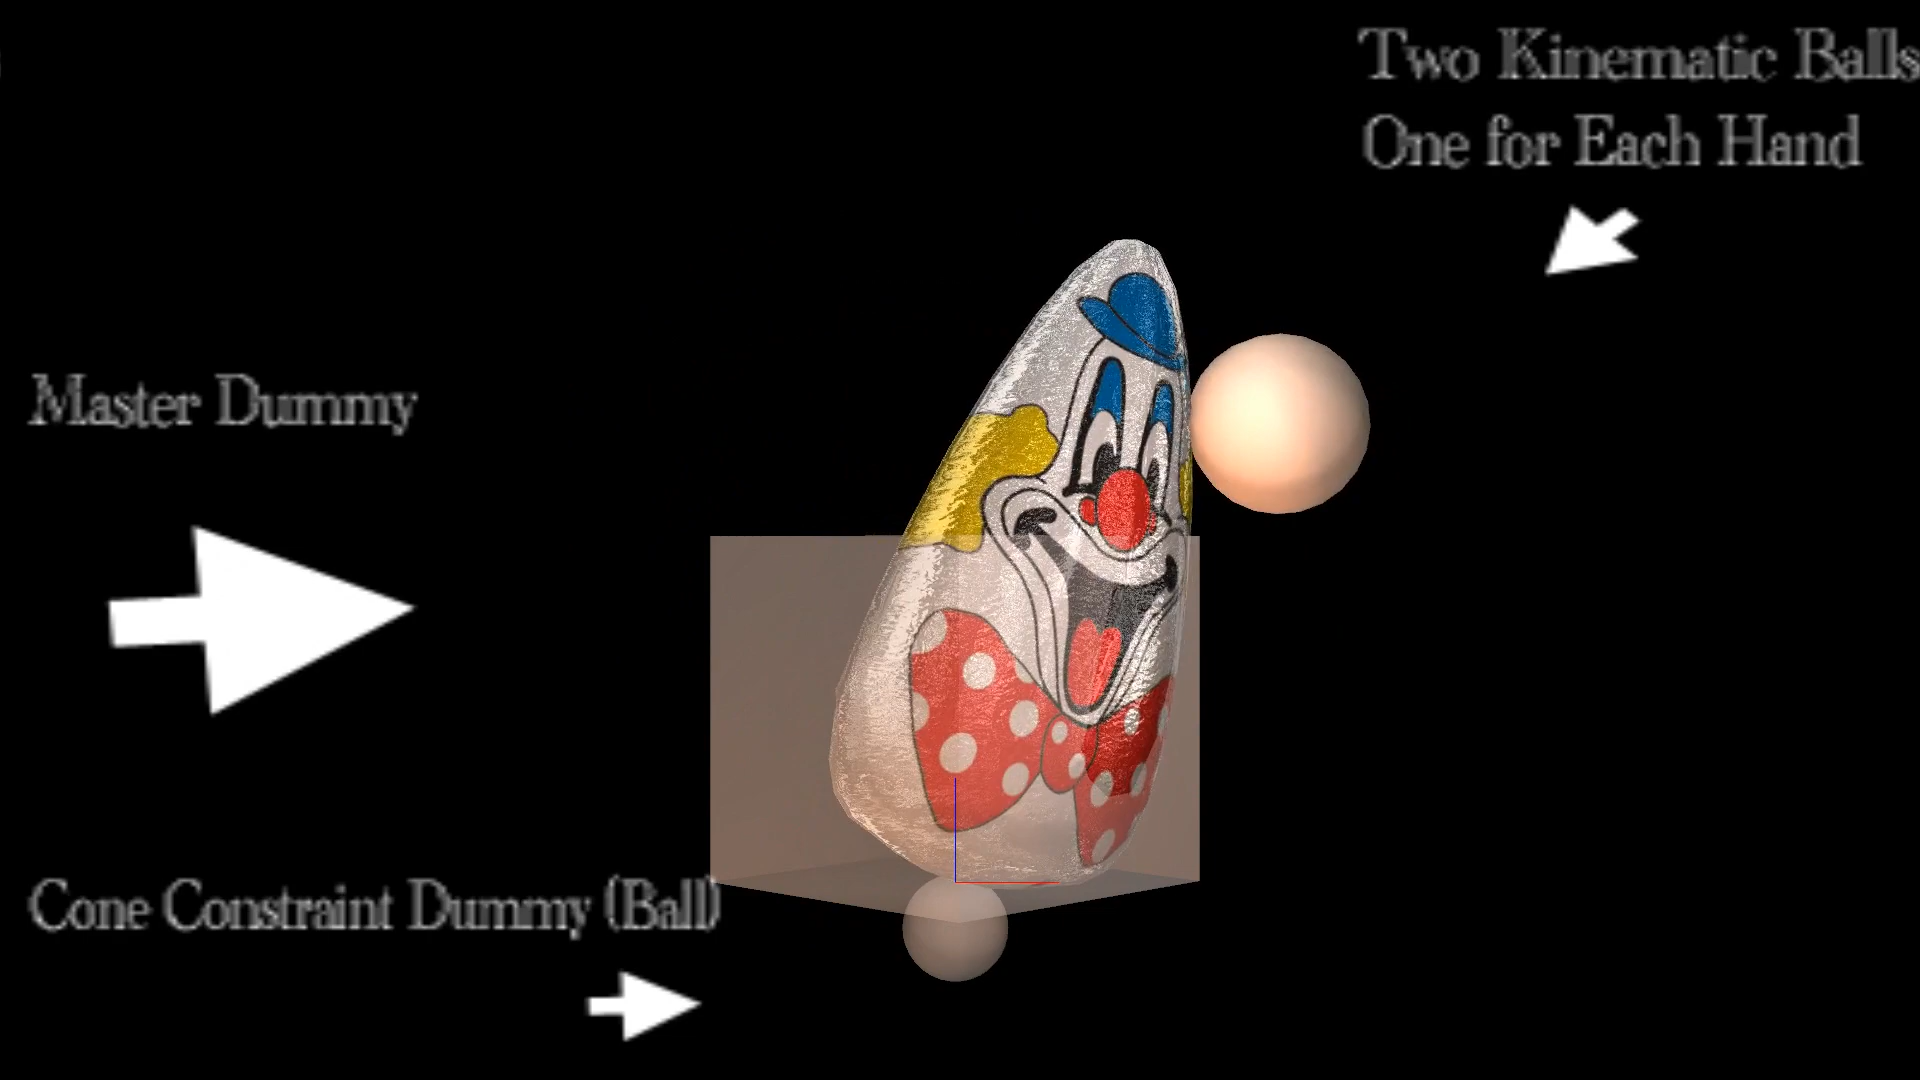 Two Kinematic Balls
One for Each Hand
Master Dummy
Cone Constraint Dummy (Ball)